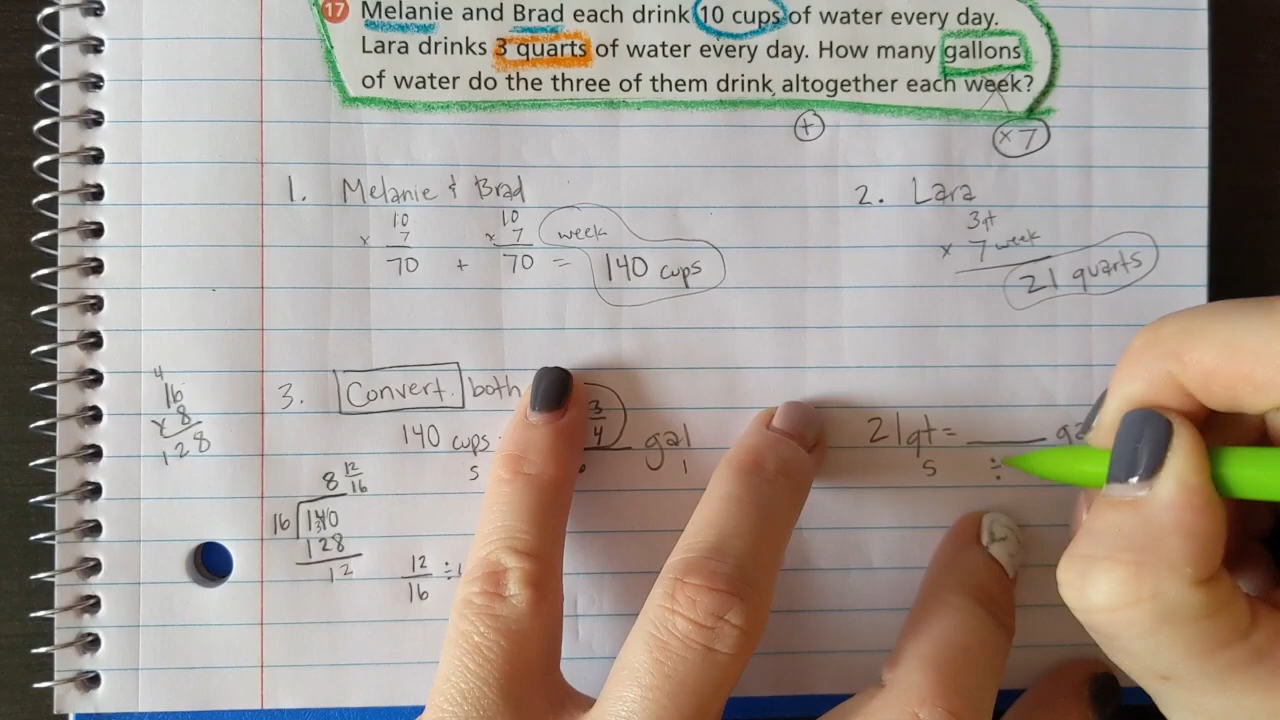 17 Melanie and Brad each drink 10 cups of water every day.
Lara drinks 3 quarts of water every day. How many gallons
of water do the three of them drink altogether each week?
+
× 7
1. Melanie & Brad
10
× 7
70
+
10
× 7
70
=
week
140 cups
2. Lara
3qt
× 7 week
21 quarts
4
16
× 8
128
3. Convert both
140 cups
3/4 gal
S
1
8 12/16
16 140
128
12
12/16 ÷
21qt = ____
S ÷